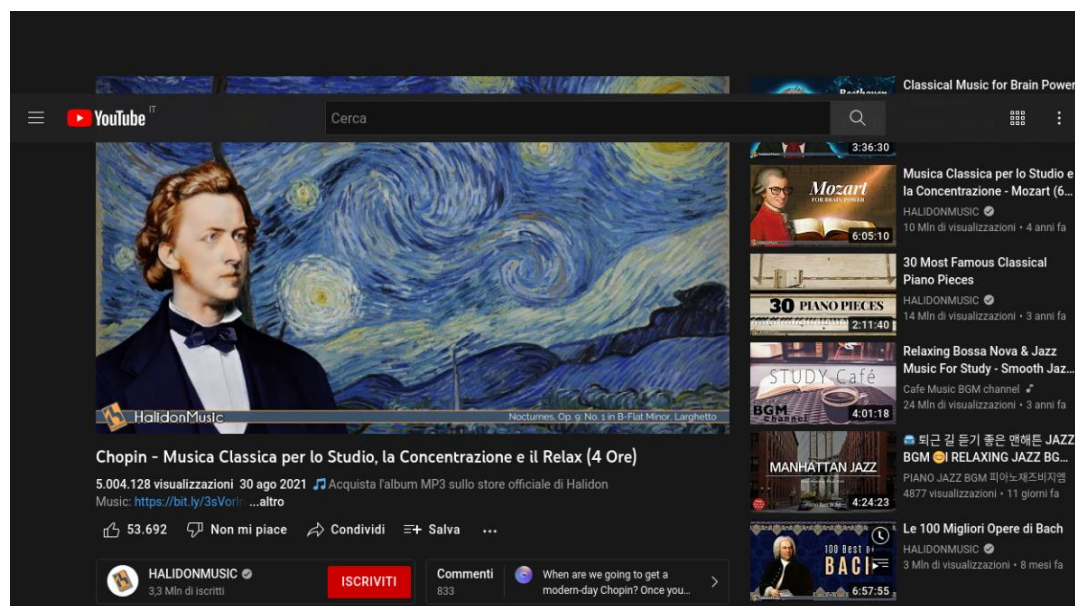 YouTube IT
Cerca
HalidonMusic
Nocturnes, Op. 9: No. 1 in B-Flat Minor. Larghetto
Chopin - Musica Classica per lo Studio, la Concentrazione e il Relax (4 Ore)
5.004.128 visualizzazioni 30 ago 2021 🎵 Acquista l'album MP3 sullo store officiale di Halidon
Music: https://bit.ly/3sVorIn ...altro
53.692 Non mi piace Condividi Salva ...
HALIDONMUSIC
3,3 Mln di iscritti
ISCRIVITI
Commenti
833
When are we going to get a
modern-day Chopin? Once you...
Beethoven
Classical Music for Brain Power
3:36:30
Mozart
FOR BRAIN POWER
6:05:10
Musica Classica per lo Studio e
la Concentrazione - Mozart (6...
HALIDONMUSIC
10 Mln di visualizzazioni • 4 anni fa
30 PIANO PIECES
2:11:40
30 Most Famous Classical
Piano Pieces
HALIDONMUSIC
14 Mln di visualizzazioni • 3 anni fa
STUDY Café
BGM
channel
4:01:18
Relaxing Bossa Nova & Jazz
Music For Study - Smooth Jaz...
Cafe Music BGM channel
24 Mln di visualizzazioni • 3 anni fa
MANHATTAN JAZZ
4:24:23
퇴근 길 듣기 좋은 맨해튼 JAZZ
BGM 😊I RELAXING JAZZ BG...
PIANO JAZZ BGM 피아노재즈비지엠
4877 visualizzazioni • 11 giorni fa
100 Best
BACH
6:57:55
Le 100 Migliori Opere di Bach
HALIDONMUSIC
3 Mln di visualizzazioni • 8 mesi fa